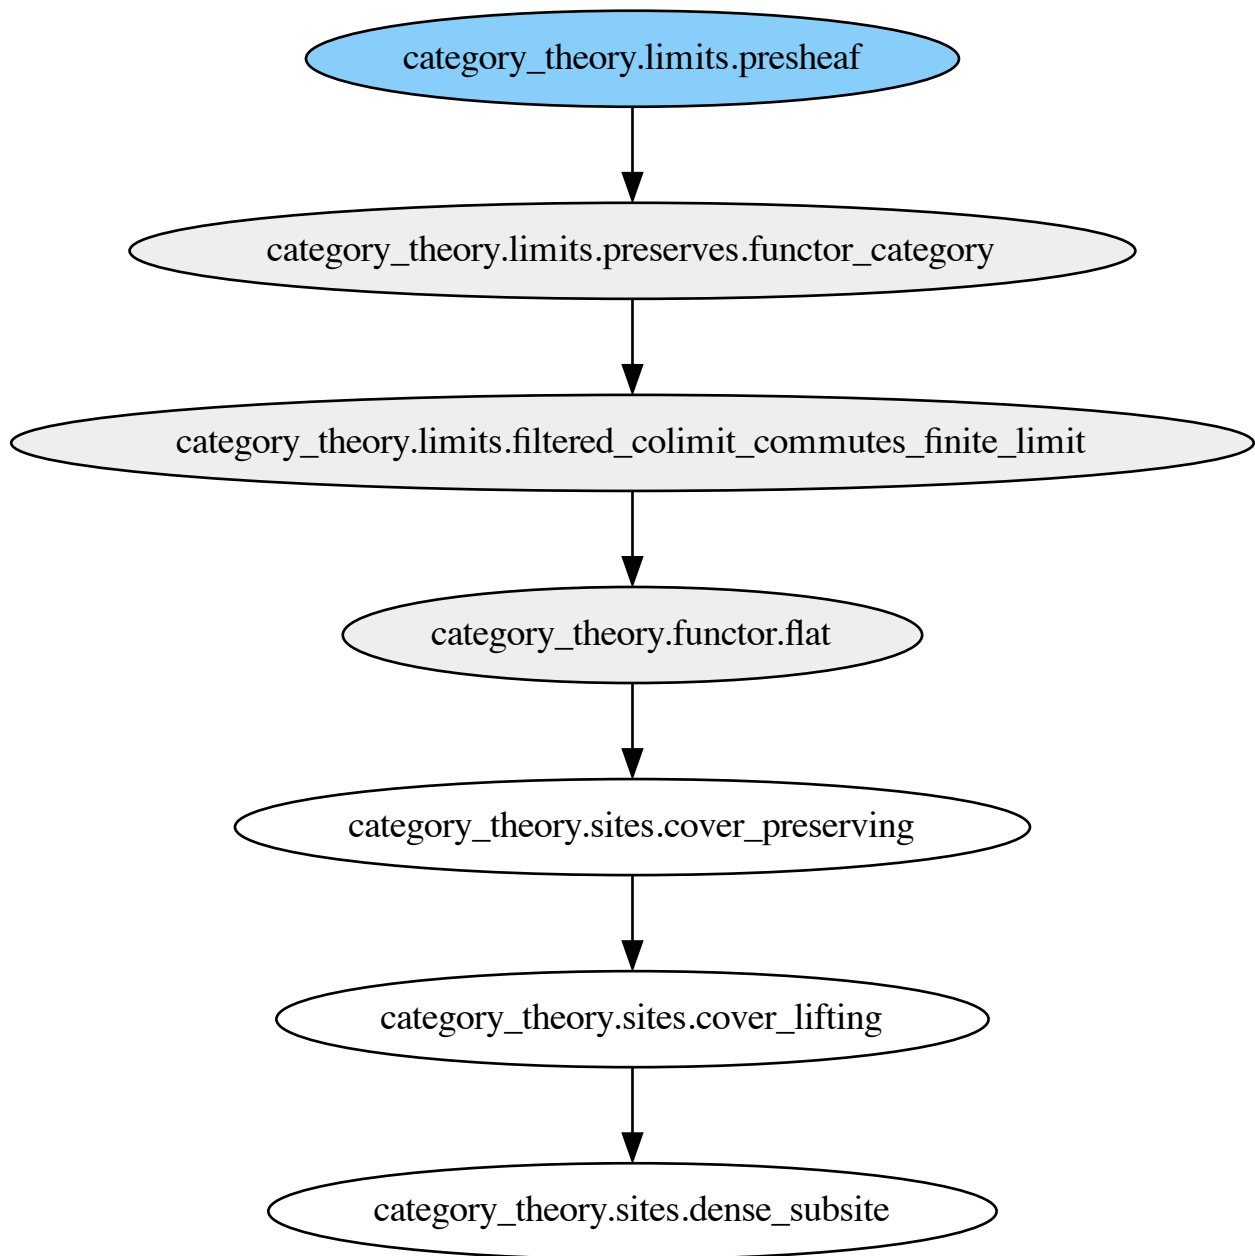 category_theory.limits.presheaf
category_theory.limits.preserves.functor_category
category_theory.limits.filtered_colimit_commutes_finite_limit
category_theory.functor.flat
category_theory.sites.cover_preserving
category_theory.sites.cover_lifting
category_theory.sites.dense_subsite